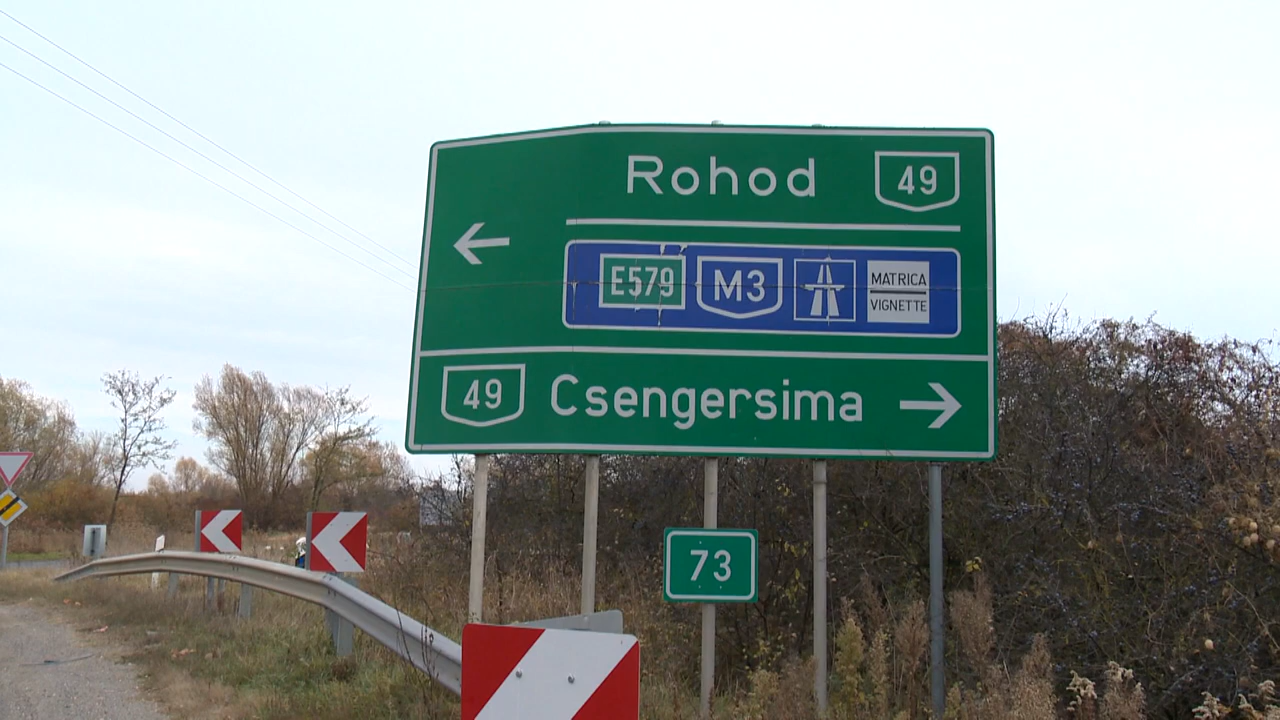 Rohod 49
E579 M3 MATRICA
VIGNETTE
49 Csengersima
73